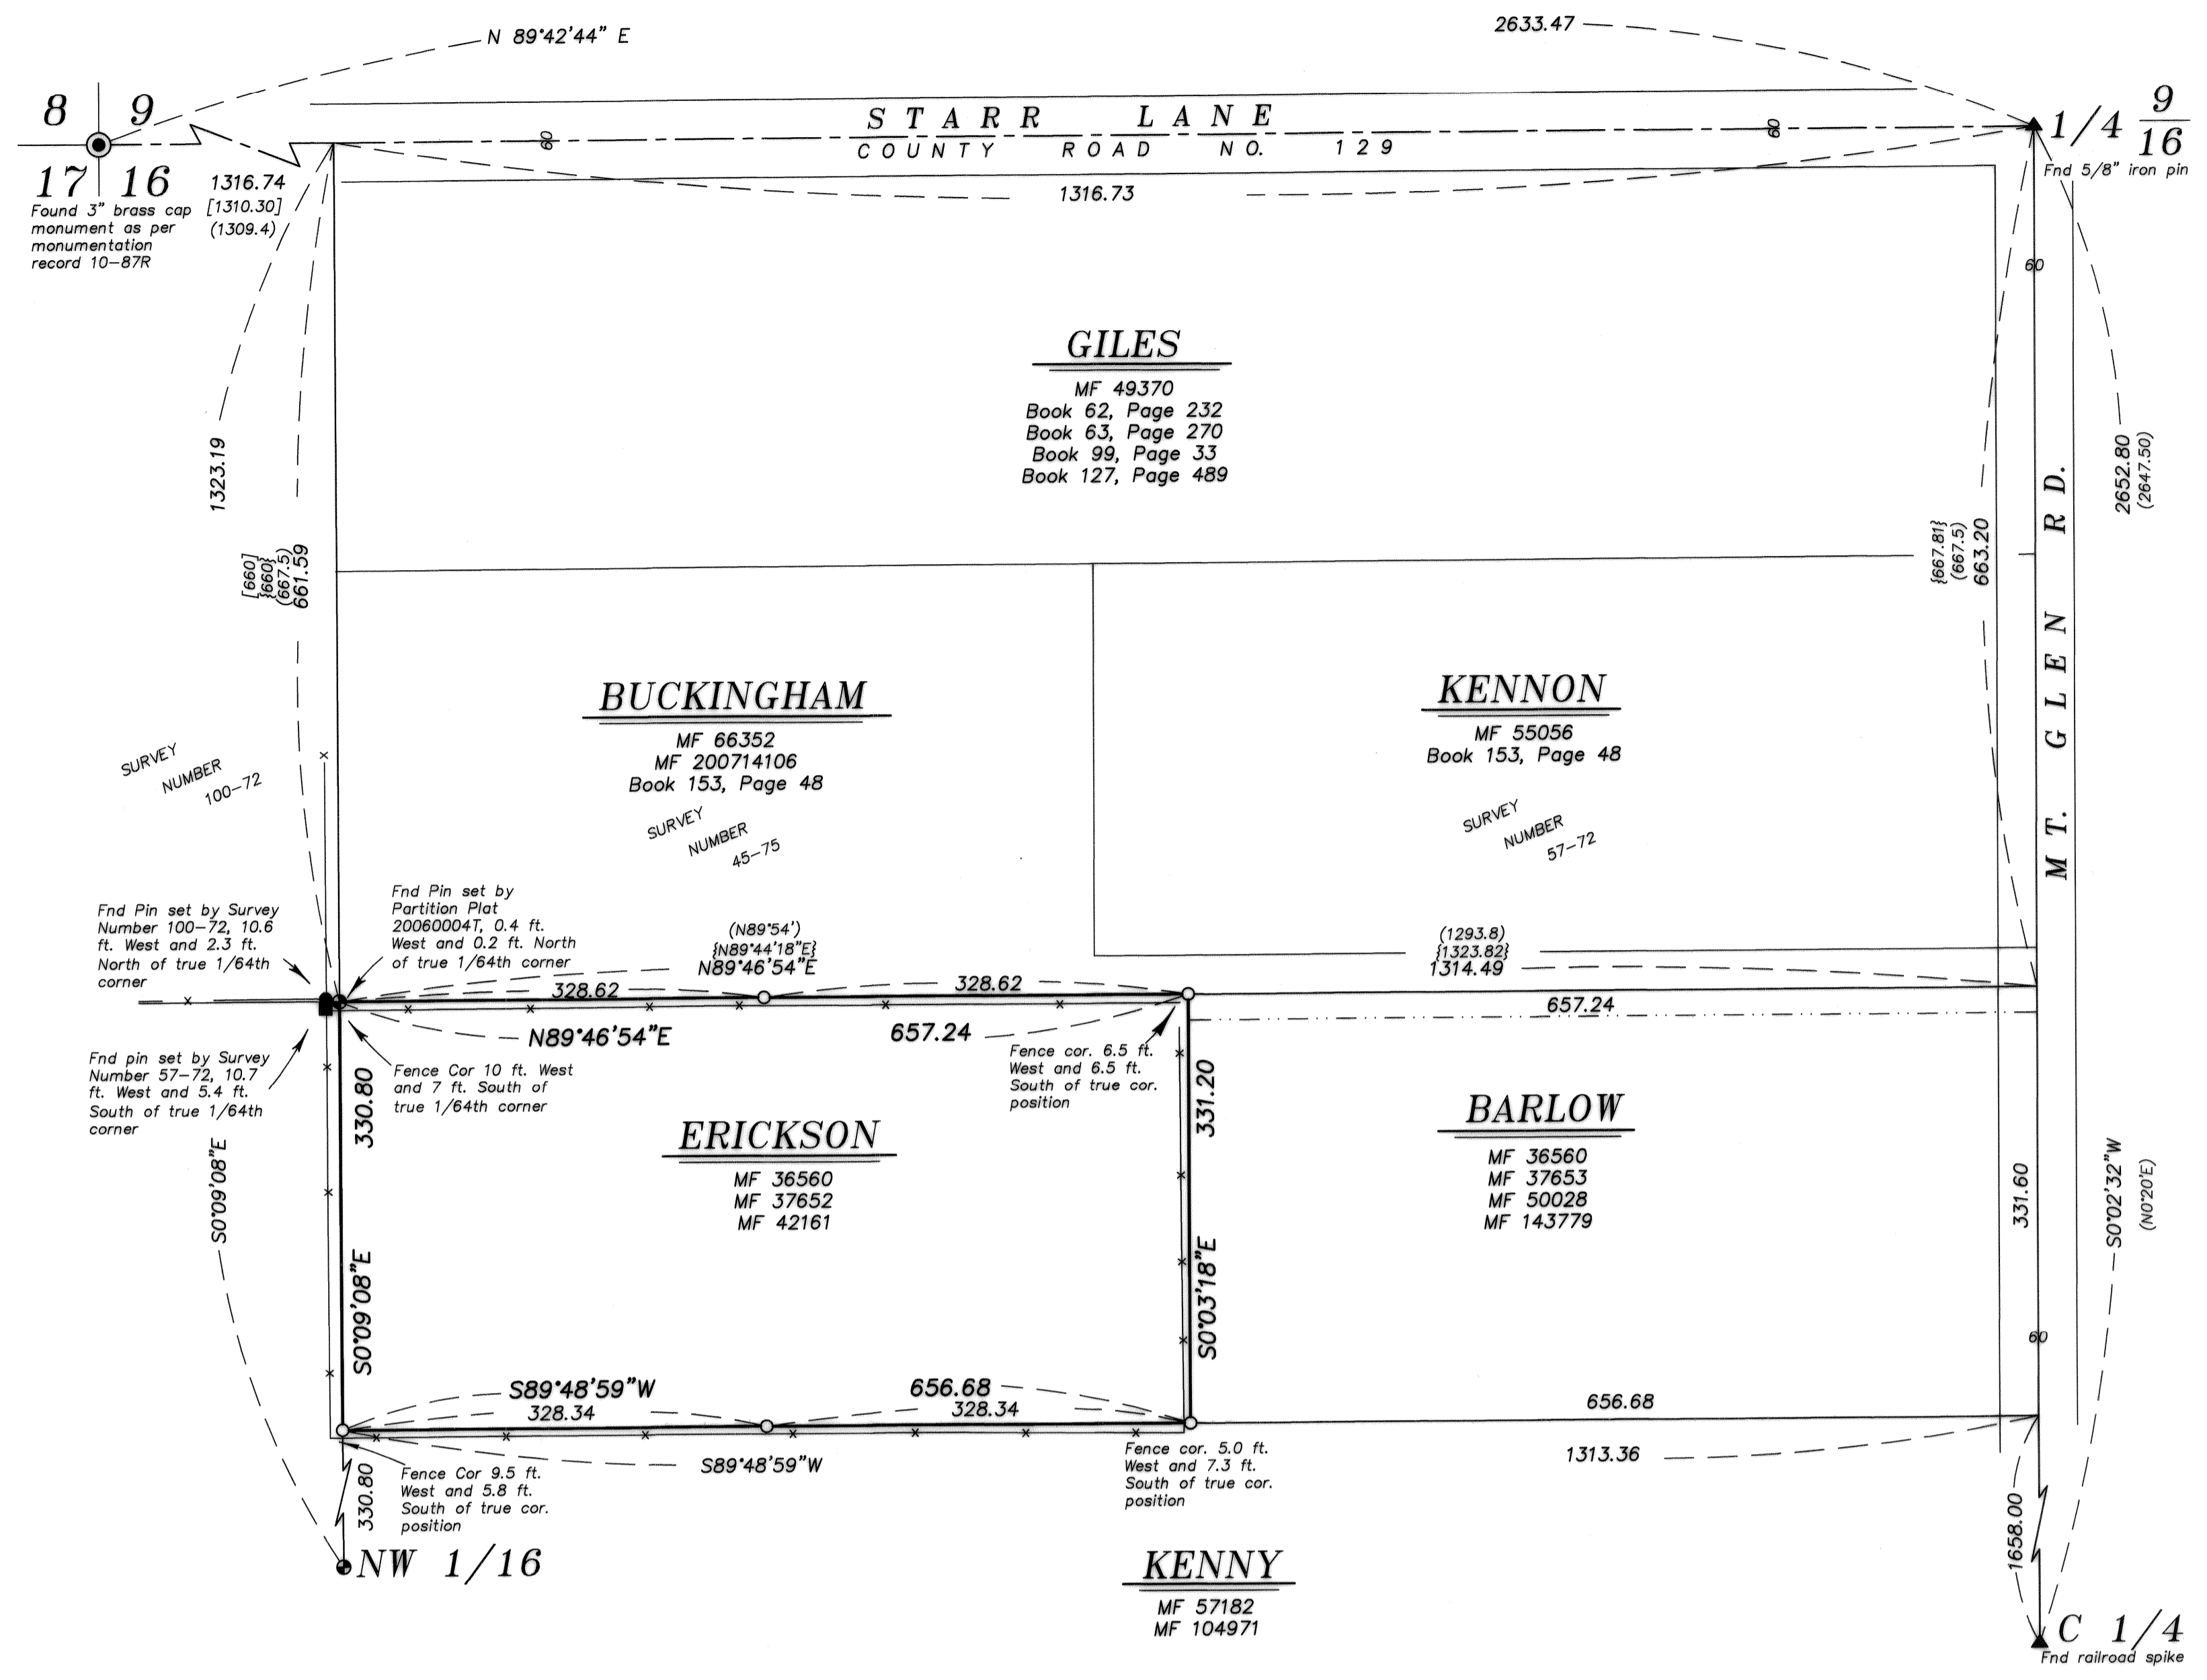 N 89°42'44" E
2633.47
8 9
17 16
Found 3" brass cap
monument as per
monumentation
record 10-87R
1316.74
[1310.30]
(1309.4)
60
STARR LANE
COUNTY ROAD NO. 129
60
1316.73
1/4 9/16
Fnd 5/8" iron pin
60
GILES
MF 49370
Book 62, Page 232
Book 63, Page 270
Book 99, Page 33
Book 127, Page 489
1323.19
[660]
{660}
(667.5)
661.59
{667.81}
(667.5)
663.20
MT. GLEN RD.
2652.80
(2647.50)
BUCKINGHAM
MF 66352
MF 200714106
Book 153, Page 48
SURVEY
NUMBER
45-75
KENNON
MF 55056
Book 153, Page 48
SURVEY
NUMBER
57-72
SURVEY
NUMBER
100-72
Fnd Pin set by Survey
Number 100-72, 10.6
ft. West and 2.3 ft.
North of true 1/64th
corner
Fnd Pin set by
Partition Plat
20060004T, 0.4 ft.
West and 0.2 ft. North
of true 1/64th corner
(N89°54')
{N89°44'18"E}
N89°46'54"E
328.62
328.62
(1293.8)
{1323.82}
1314.49
657.24
N89°46'54"E
657.24
Fnd pin set by Survey
Number 57-72, 10.7
ft. West and 5.4 ft.
South of true 1/64th
corner
Fence Cor 10 ft. West
and 7 ft. South of
true 1/64th corner
Fence cor. 6.5 ft.
West and 6.5 ft.
South of true cor.
position
330.80
S0°09'08"E
S0°09'08"E
ERICKSON
MF 36560
MF 37652
MF 42161
331.20
S0°03'18"E
BARLOW
MF 36560
MF 37653
MF 50028
MF 143779
331.60
60
S0°02'32"W
(N0°20'E)
S89°48'59"W
656.68
328.34
328.34
656.68
S89°48'59"W
1313.36
Fence Cor 9.5 ft.
West and 5.8 ft.
South of true cor.
position
Fence cor. 5.0 ft.
West and 7.3 ft.
South of true cor.
position
330.80
NW 1/16
KENNY
MF 57182
MF 104971
1658.00
C 1/4
Fnd railroad spike